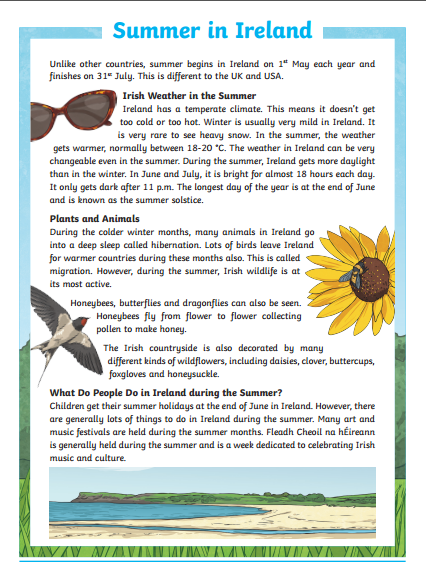 Summer in Ireland
Unlike other countries, summer begins in Ireland on 1st May each year and
finishes on 31st July. This is different to the UK and USA.
Irish Weather in the Summer
Ireland has a temperate climate. This means it doesn't get
too cold or too hot. Winter is usually very mild in Ireland. It
is very rare to see heavy snow. In the summer, the weather
gets warmer, normally between 18-20 °C. The weather in Ireland can be very
changeable even in the summer. During the summer, Ireland gets more daylight
than in the winter. In June and July, it is bright for almost 18 hours each day.
It only gets dark after 11 p.m. The longest day of the year is at the end of June
and is known as the summer solstice.
Plants and Animals
During the colder winter months, many animals in Ireland go
into a deep sleep called hibernation. Lots of birds leave Ireland
for warmer countries during these months also. This is called
migration. However, during the summer, Irish wildlife is at
its most active.
Honeybees, butterflies and dragonflies can also be seen.
Honeybees fly from flower to flower collecting
pollen to make honey.
The Irish countryside is also decorated by many
different kinds of wildflowers, including daisies, clover, buttercups,
foxgloves and honeysuckle.
What Do People Do in Ireland during the Summer?
Children get their summer holidays at the end of June in Ireland. However, there
are generally lots of things to do in Ireland during the summer. Many art and
music festivals are held during the summer months. Fleadh Cheoil na hÉireann
is generally held during the summer and is a week dedicated to celebrating Irish
music and culture.